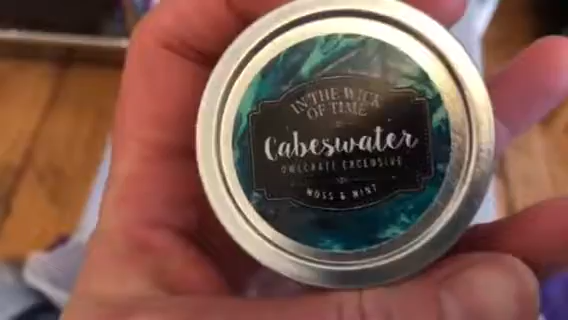 IN THE WICK
OF TIME
Cabeswater
OWLCRATE EXCLUSIVE
MOSS & MINT